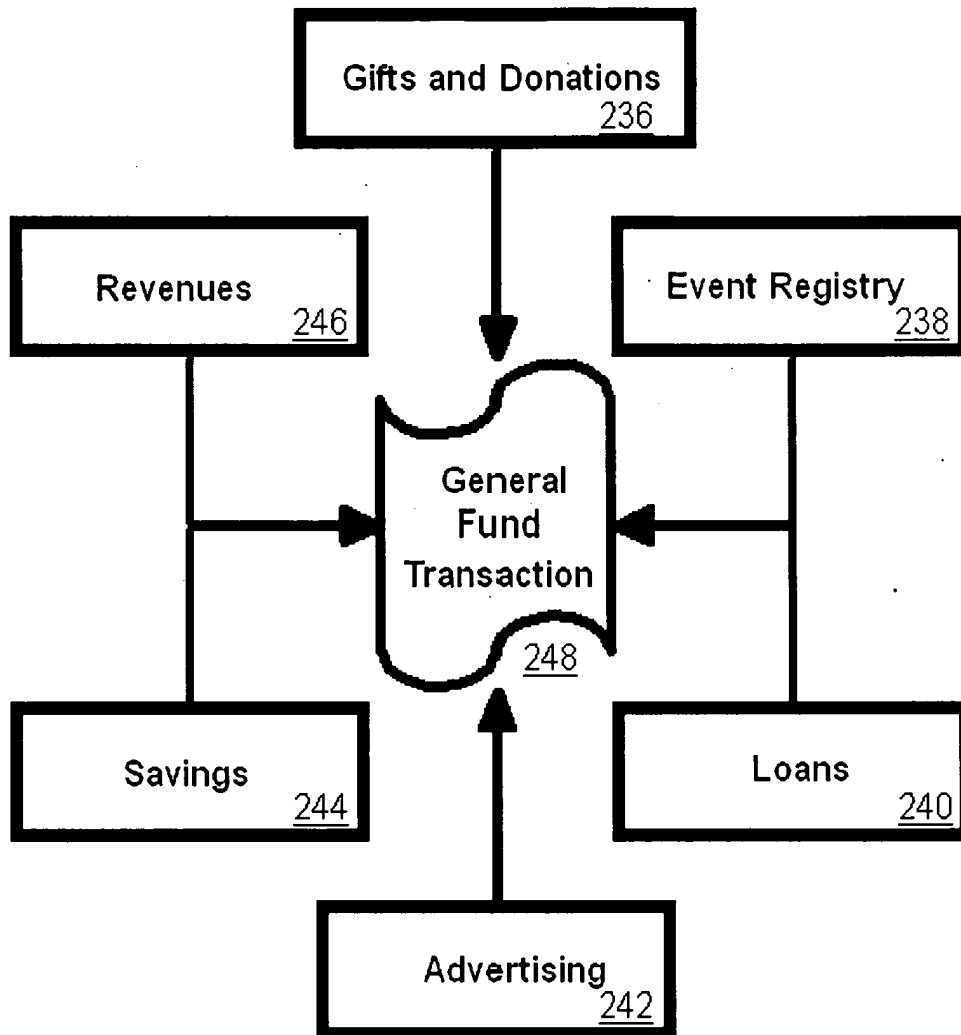 Gifts and Donations
236
Revenues
246
Event Registry
238
General
Fund
Transaction
248
Savings
244
Loans
240
Advertising
242